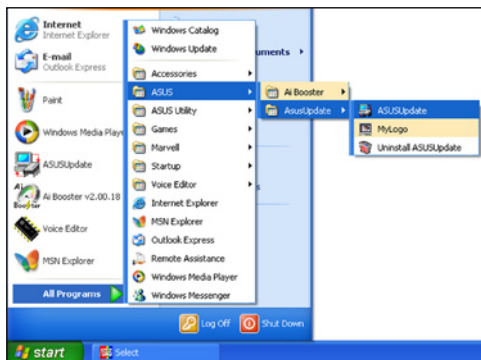 Internet
Internet Explorer
E-mail
Outlook Express
Paint
Windows Media Play
ASUSUpdate
Ai Booster v2.00.18
Voice Editor
MSN Explorer
All Programs
uments
s
Windows Catalog
Windows Update
Accessories
ASUS
ASUS Utility
Games
Marvell
Startup
Voice Editor
Internet Explorer
MSN Explorer
Outlook Express
Remote Assistance
Windows Media Player
Windows Messenger
Ai Booster
AsusUpdate
ASUSUpdate
MyLogo
Uninstall ASUSUpdate
Log Off
Shut Down
start
Select